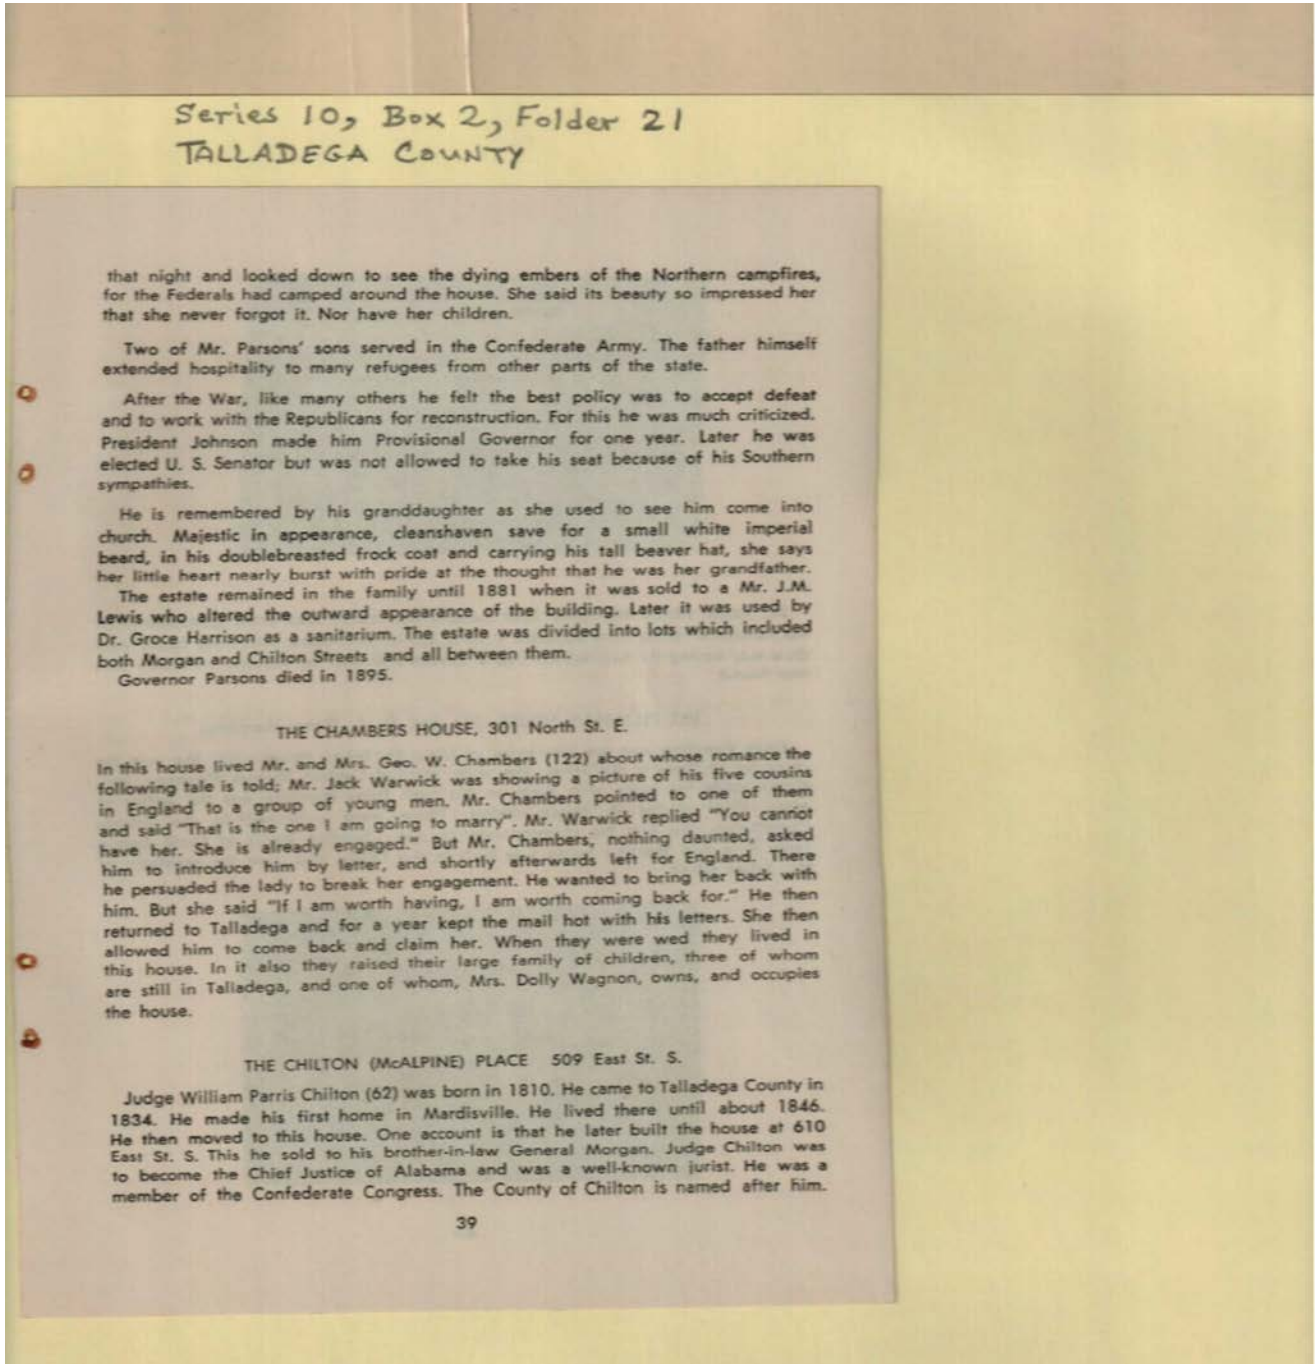 Series 10, Box 2, Folder 21
TALLADEGA COUNTY
that night and looked down to see the dying embers of the Northern campfires,
for the Federals had camped around the house. She said its beauty so impressed her
that she never forgot it. Nor have her children.
Two of Mr. Parsons' sons served in the Confederate Army. The father himself
extended hospitality to many refugees from other parts of the state.
After the War, like many others he felt the best policy was to accept defeat
and to work with the Republicans for reconstruction. For this he was much criticized.
President Johnson made him Provisional Governor for one year. Later he was
elected U. S. Senator but was not allowed to take his seat because of his Southern
sympathies.
He is remembered by his granddaughter as she used to see him come into
church. Majestic in appearance, cleanshaven save for a small white imperial
beard, in his doublebreasted frock coat and carrying his tall beaver hat, she says
her little heart nearly burst with pride at the thought that he was her grandfather.
The estate remained in the family until 1881 when it was sold to a Mr. J.M.
Lewis who altered the outward appearance of the building. Later it was used by
Dr. Groce Harrison as a sanitarium. The estate was divided into lots which included
both Morgan and Chilton Streets and all between them.
Governor Parsons died in 1895.
THE CHAMBERS HOUSE, 301 North St. E.
In this house lived Mr. and Mrs. Geo. W. Chambers (122) about whose romance the
following tale is told; Mr. Jack Warwick was showing a picture of his five cousins
in England to a group of young men. Mr. Chambers pointed to one of them
and said "That is the one I am going to marry". Mr. Warwick replied "You cannot
have her. She is already engaged." But Mr. Chambers, nothing daunted, asked
him to introduce him by letter, and shortly afterwards left for England. There
he persuaded the lady to break her engagement. He wanted to bring her back with
him. But she said "If I am worth having, I am worth coming back for." He then
returned to Talladega and for a year kept the mail hot with his letters. She then
allowed him to come back and claim her. When they were wed they lived in
this house. In it also they raised their large family of children, three of whom
are still in Talladega, and one of whom, Mrs. Dolly Wagnon, owns, and occupies
the house.
THE CHILTON (McALPINE) PLACE 509 East St. S.
Judge William Parris Chilton (62) was born in 1810. He came to Talladega County in
1834. He made his first home in Mardisville. He lived there until about 1846.
He then moved to this house. One account is that he later built the house at 610
East St. S. This he sold to his brother-in-law General Morgan. Judge Chilton was
to become the Chief Justice of Alabama and was a well-known jurist. He was a
member of the Confederate Congress. The County of Chilton is named after him.
39